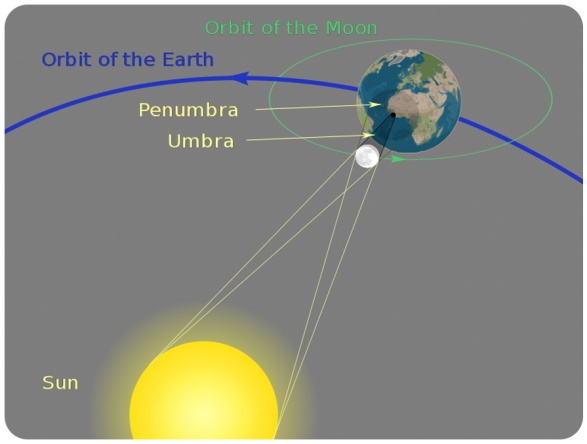 Orbit of the Moon
Orbit of the Earth
Penumbra
Umbra
Sun